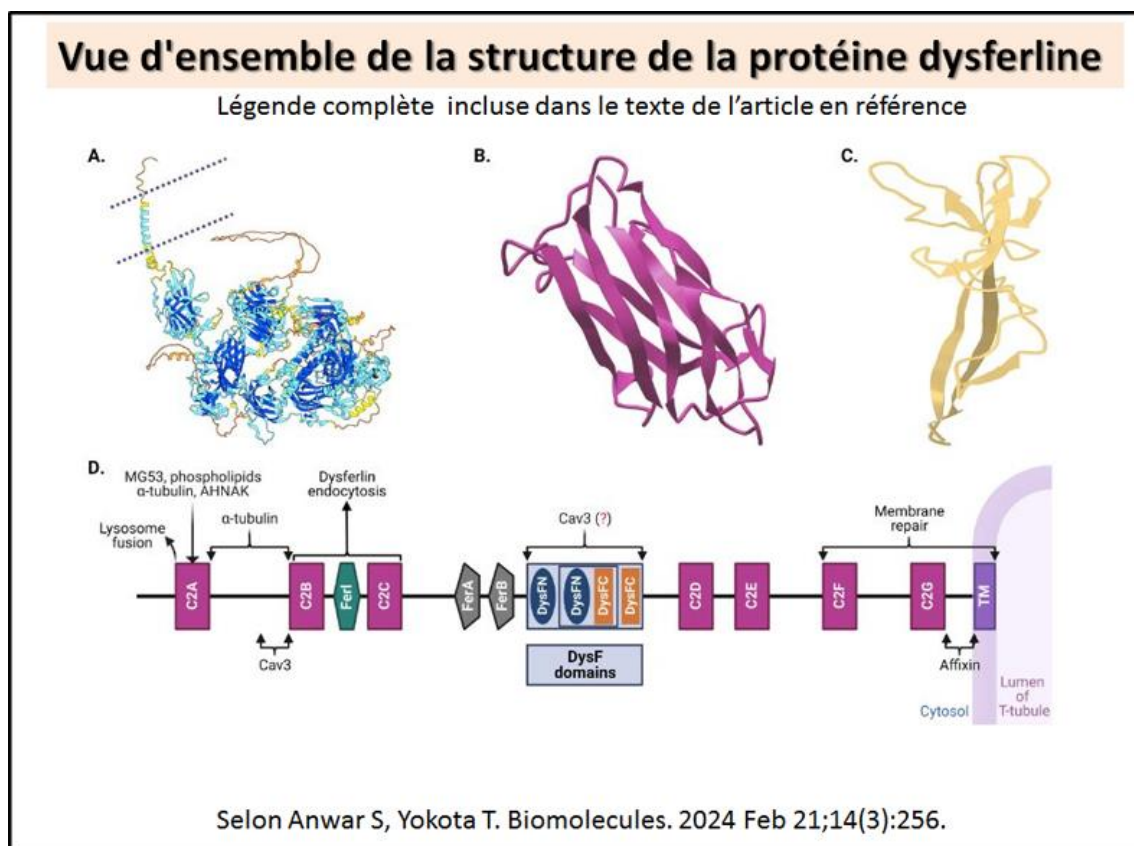 Vue d'ensemble de la structure de la protéine dysferline
Légende complète incluse dans le texte de l'article en référence
A.
B.
C.
D.
MG53, phospholipids
α-tubulin, AHNAK
Lysosome
fusion
α-tubulin
Dysferlin
endocytosis
Cav3 (?)
Membrane
repair
C2A
C2B
FerI
C2C
FerA
FerB
DysFN
DysFN
DysFC
DysFC
C2D
C2E
C2F
C2G
TM
Cav3
DysF
domains
Affixin
Cytosol
Lumen
of
T-tubule
Selon Anwar S, Yokota T. Biomolecules. 2024 Feb 21;14(3):256.